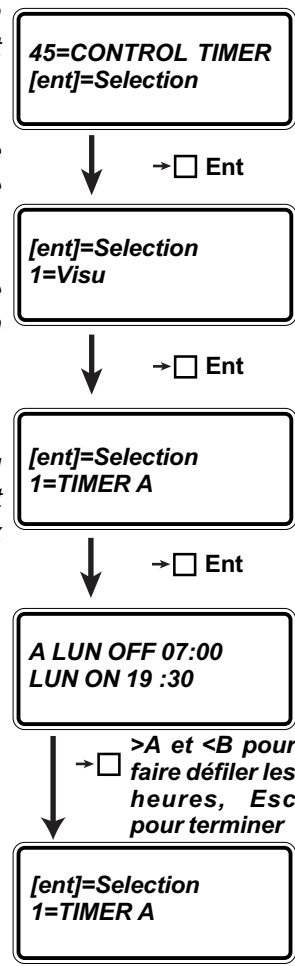 45=CONTROL TIMER
[ent]=Selection
→□ Ent
[ent]=Selection
1=Visu
→□ Ent
[ent]=Selection
1=TIMER A
→□ Ent
A LUN OFF 07:00
LUN ON 19 :30
>A et <B pour
→□ faire défiler les
heures, Esc
pour terminer
[ent]=Selection
1=TIMER A